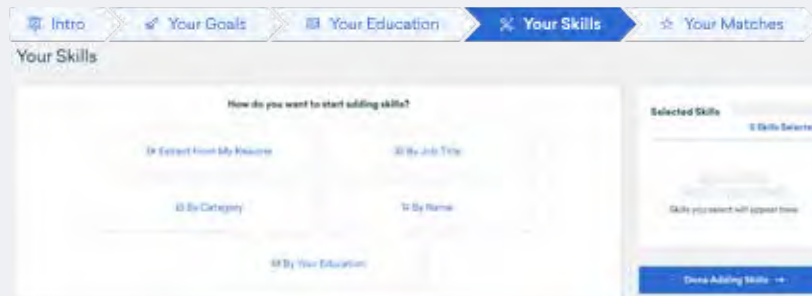 Intro
Your Goals
Your Education
Your Skills
Your Matches
Your Skills
How do you want to start adding skills?
Extract From My Resume
By Job Title
By Category
By Name
By Your Education
Selected Skills
Skills Selected
Skills you select will appear here
Done Adding Skills →